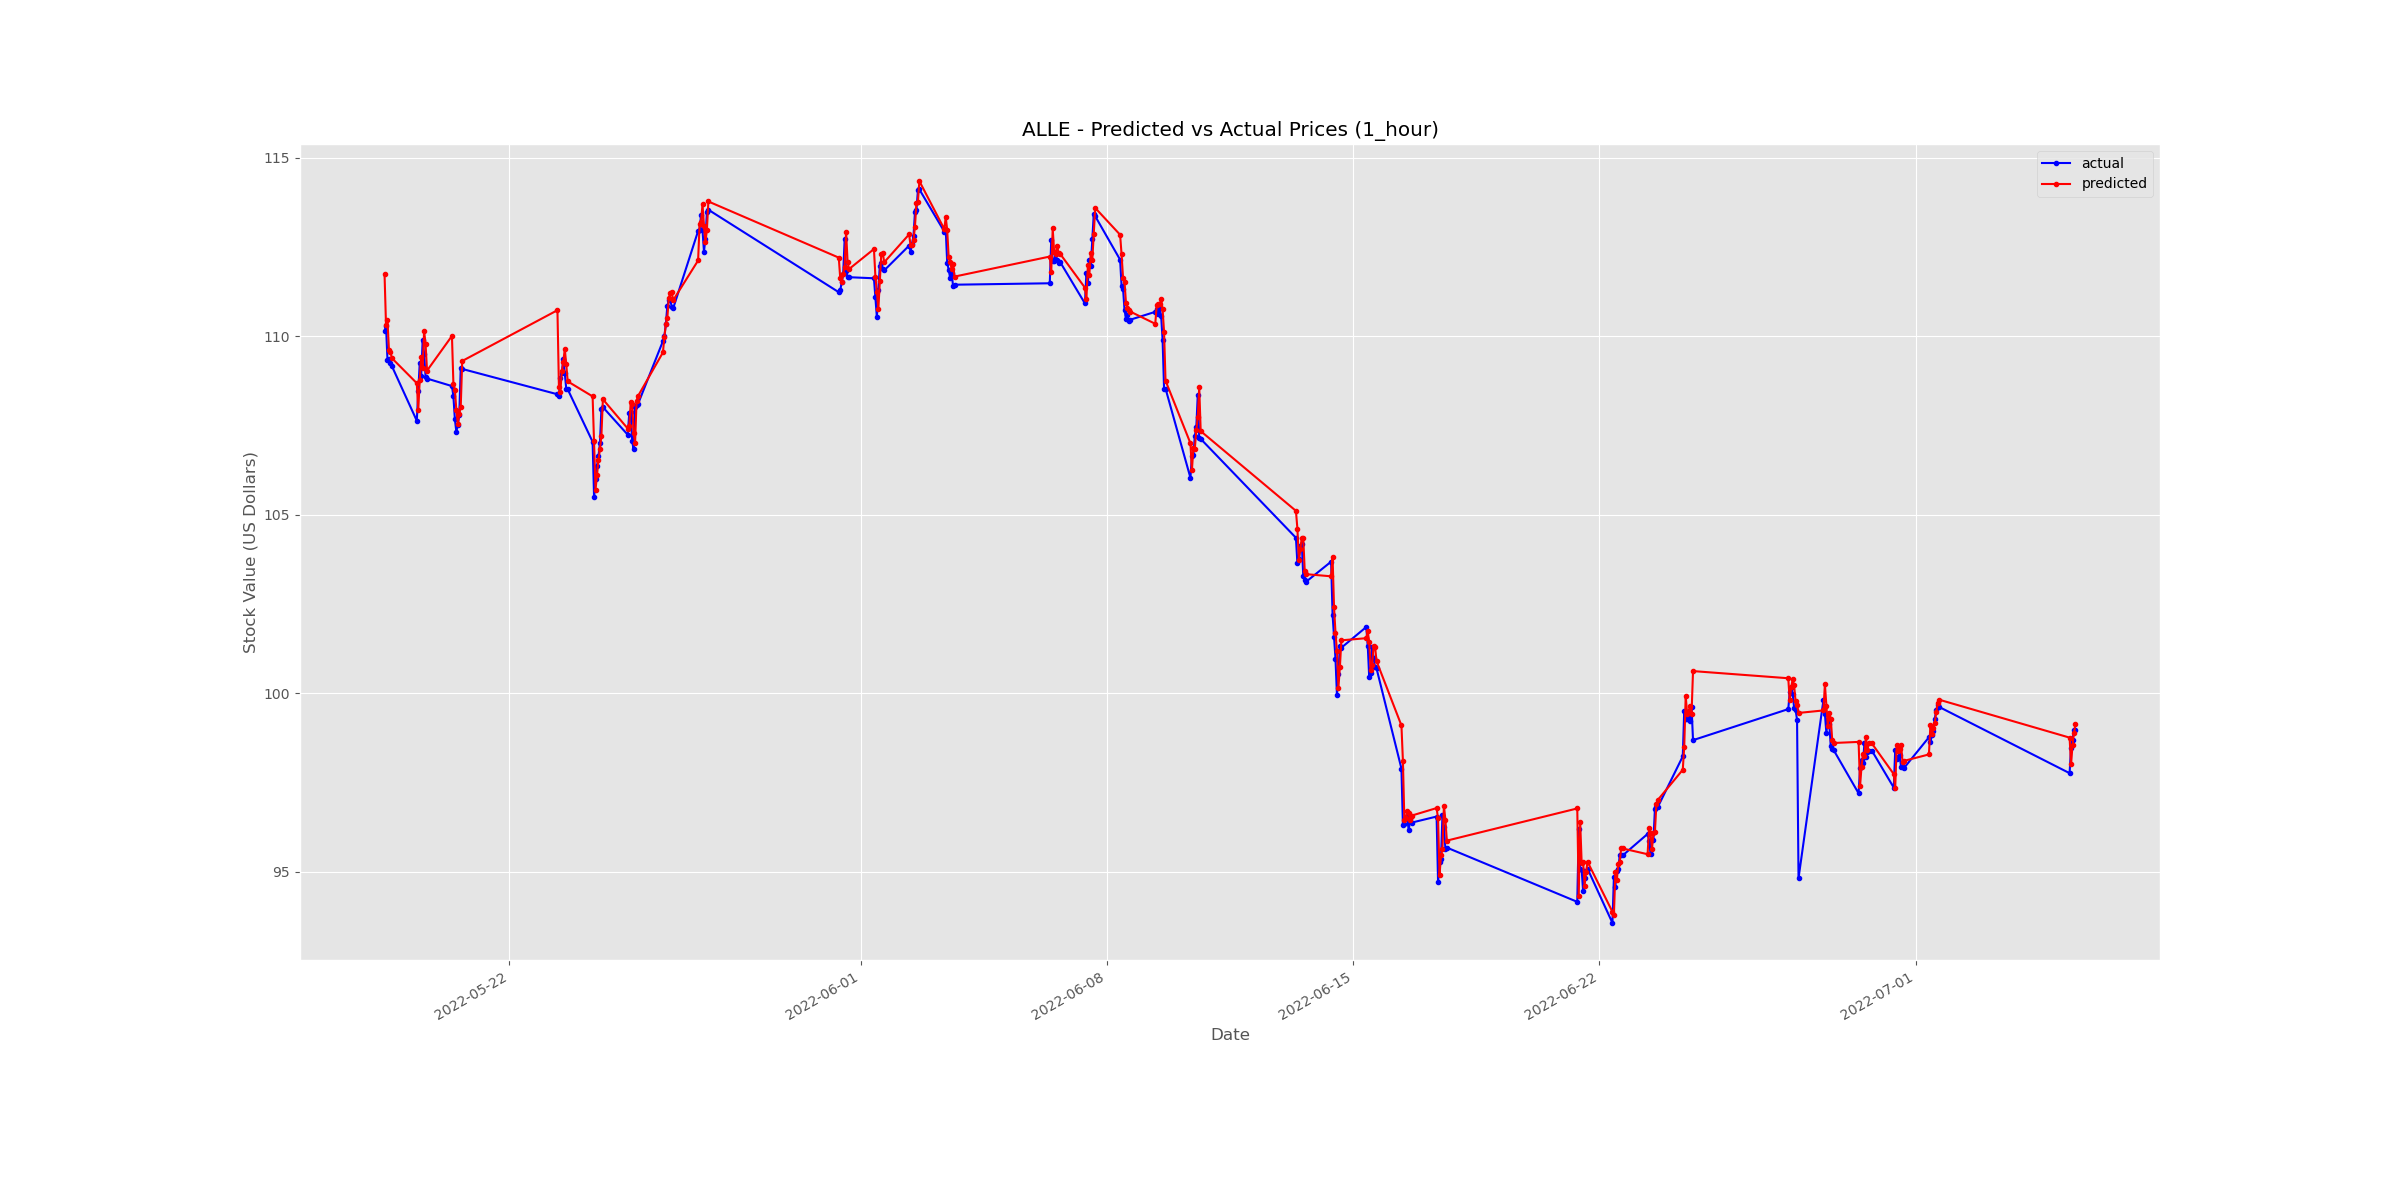 ALLE - Predicted vs Actual Prices (1_hour)
actual
predicted
115
110
105
100
95
Stock Value (US Dollars)
2022-05-22
2022-06-01
2022-06-08
2022-06-15
2022-06-22
2022-07-01
Date